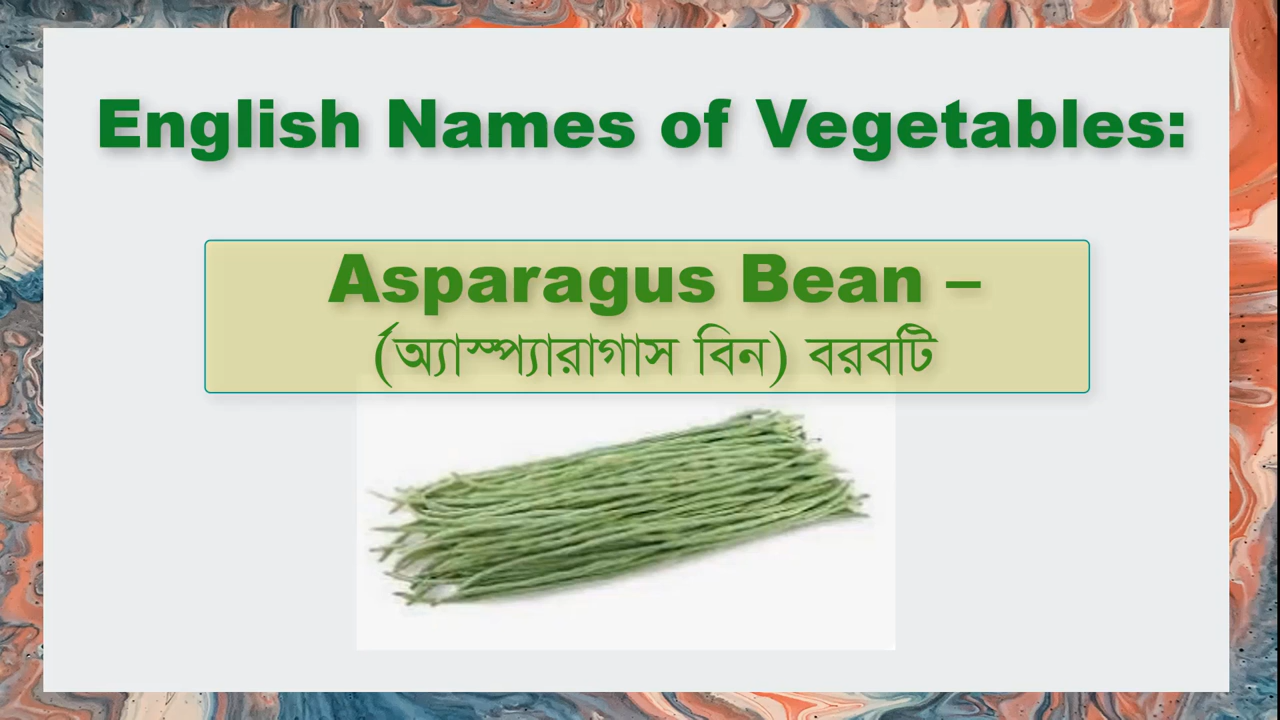 English Names of Vegetables:
Asparagus Bean –
(অ্যাস্প্যারাগাস বিন) বরবটি